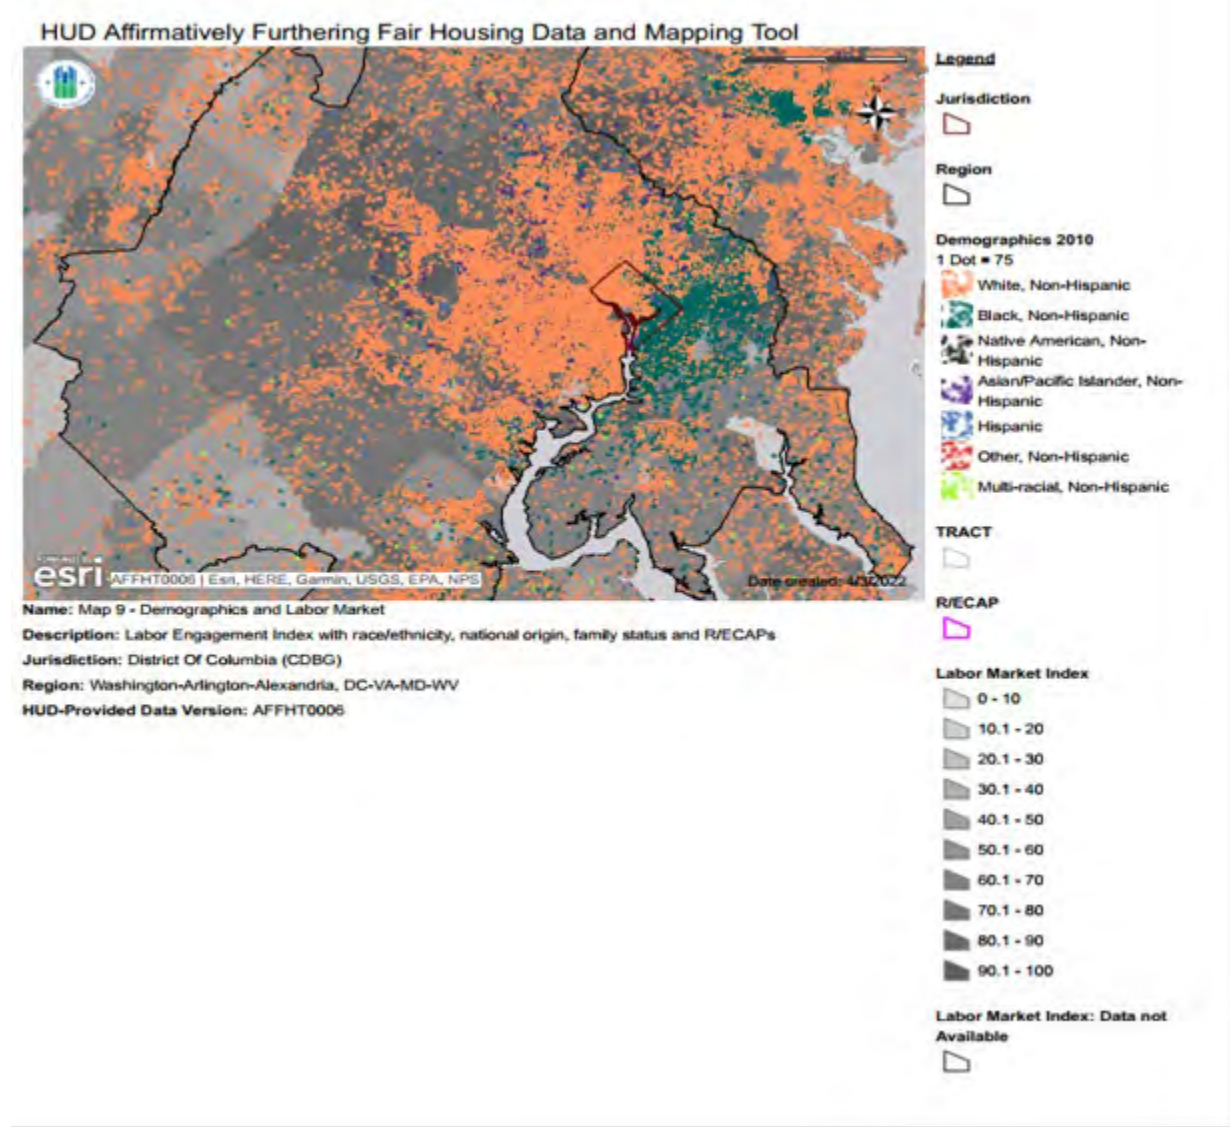 HUD Affirmatively Furthering Fair Housing Data and Mapping Tool
esri
AFFHT0006 | Esri, HERE, Garmin, USGS, EPA, NPS
Date created: 4/3/2022
Name: Map 9 - Demographics and Labor Market
Description: Labor Engagement Index with race/ethnicity, national origin, family status and R/ECAPs
Jurisdiction: District Of Columbia (CDBG)
Region: Washington-Arlington-Alexandria, DC-VA-MD-WV
HUD-Provided Data Version: AFFHT0006
Legend
Jurisdiction
Region
Demographics 2010
1 Dot = 75
White, Non-Hispanic
Black, Non-Hispanic
Native American, Non-
Hispanic
Asian/Pacific Islander, Non-
Hispanic
Hispanic
Other, Non-Hispanic
Multi-racial, Non-Hispanic
TRACT
R/ECAP
Labor Market Index
0 - 10
10.1 - 20
20.1 - 30
30.1 - 40
40.1 - 50
50.1 - 60
60.1 - 70
70.1 - 80
80.1 - 90
90.1 - 100
Labor Market Index: Data not
Available